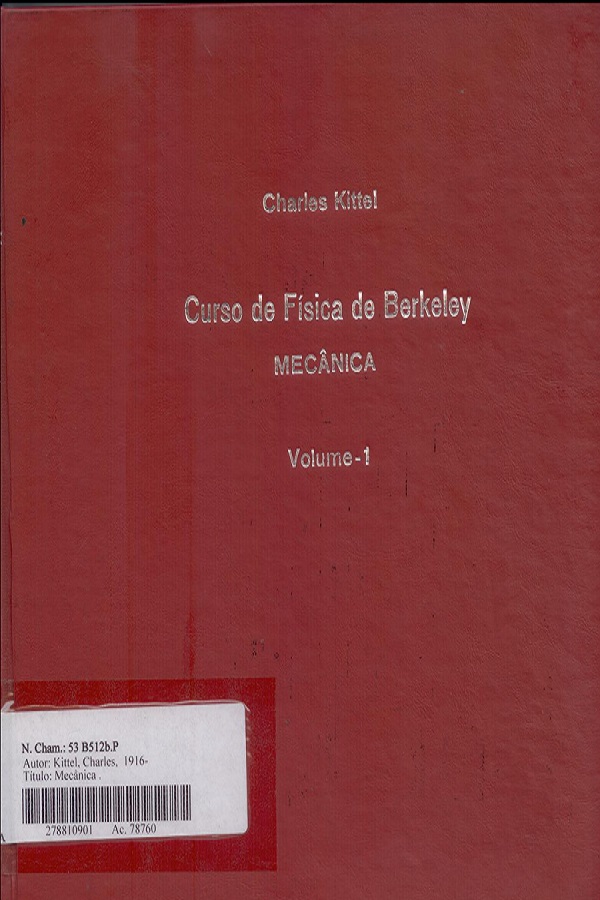 Charles Kittel
Curso de Física de Berkeley
MECÂNICA
Volume-1
N. Cham.: 53 B512b.P
Autor: Kittel, Charles, 1916-
Título: Mecânica .
278810901 Ac. 78760